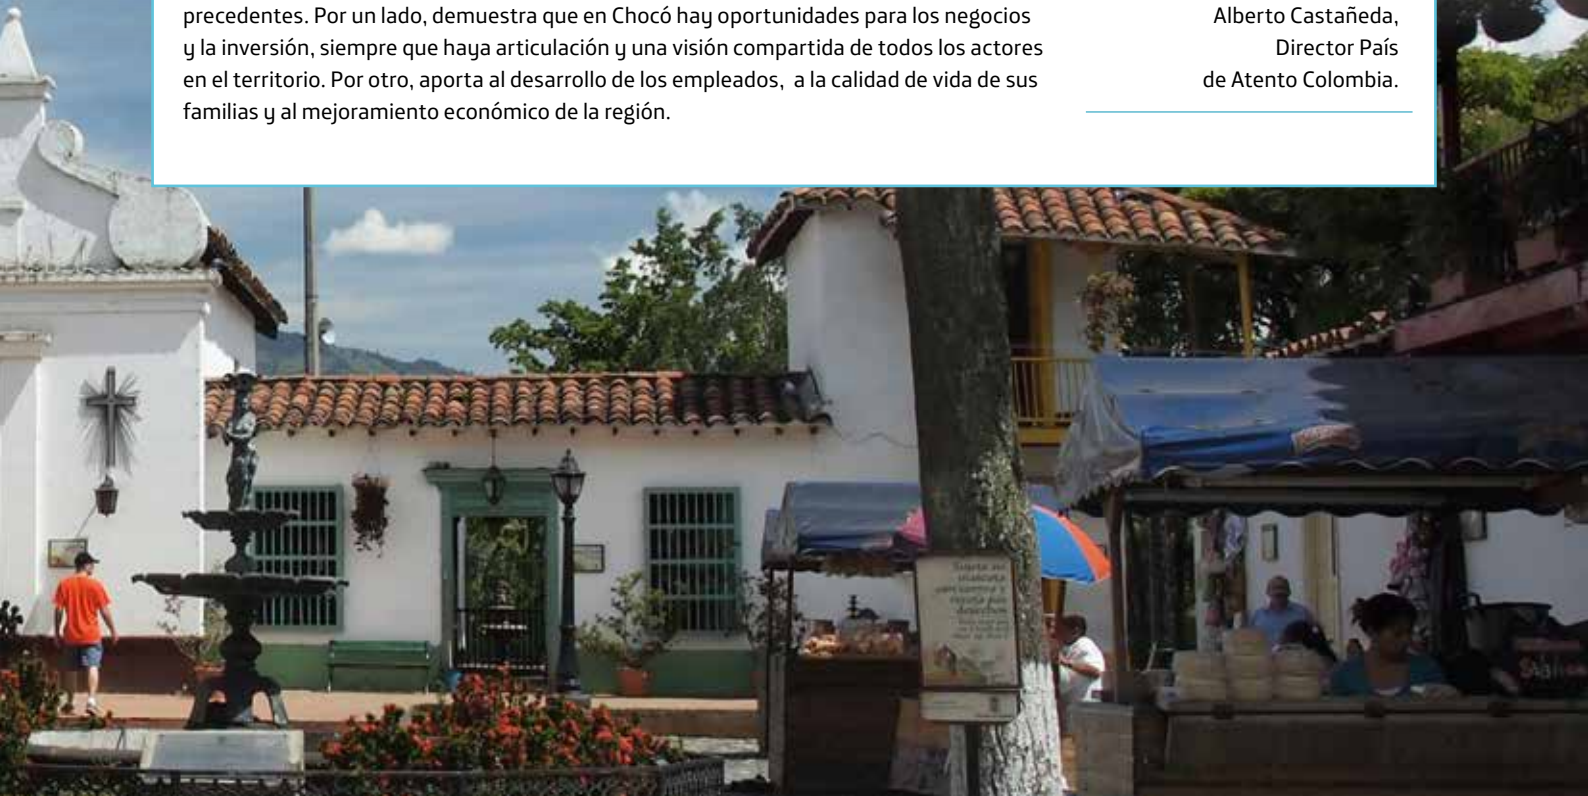 precedentes. Por un lado, demuestra que en Chocó hay oportunidades para los negocios
y la inversión, siempre que haya articulación y una visión compartida de todos los actores
en el territorio. Por otro, aporta al desarrollo de los empleados,  a la calidad de vida de sus
familias y al mejoramiento económico de la región.
Alberto Castañeda,
Director País
de Atento Colombia.